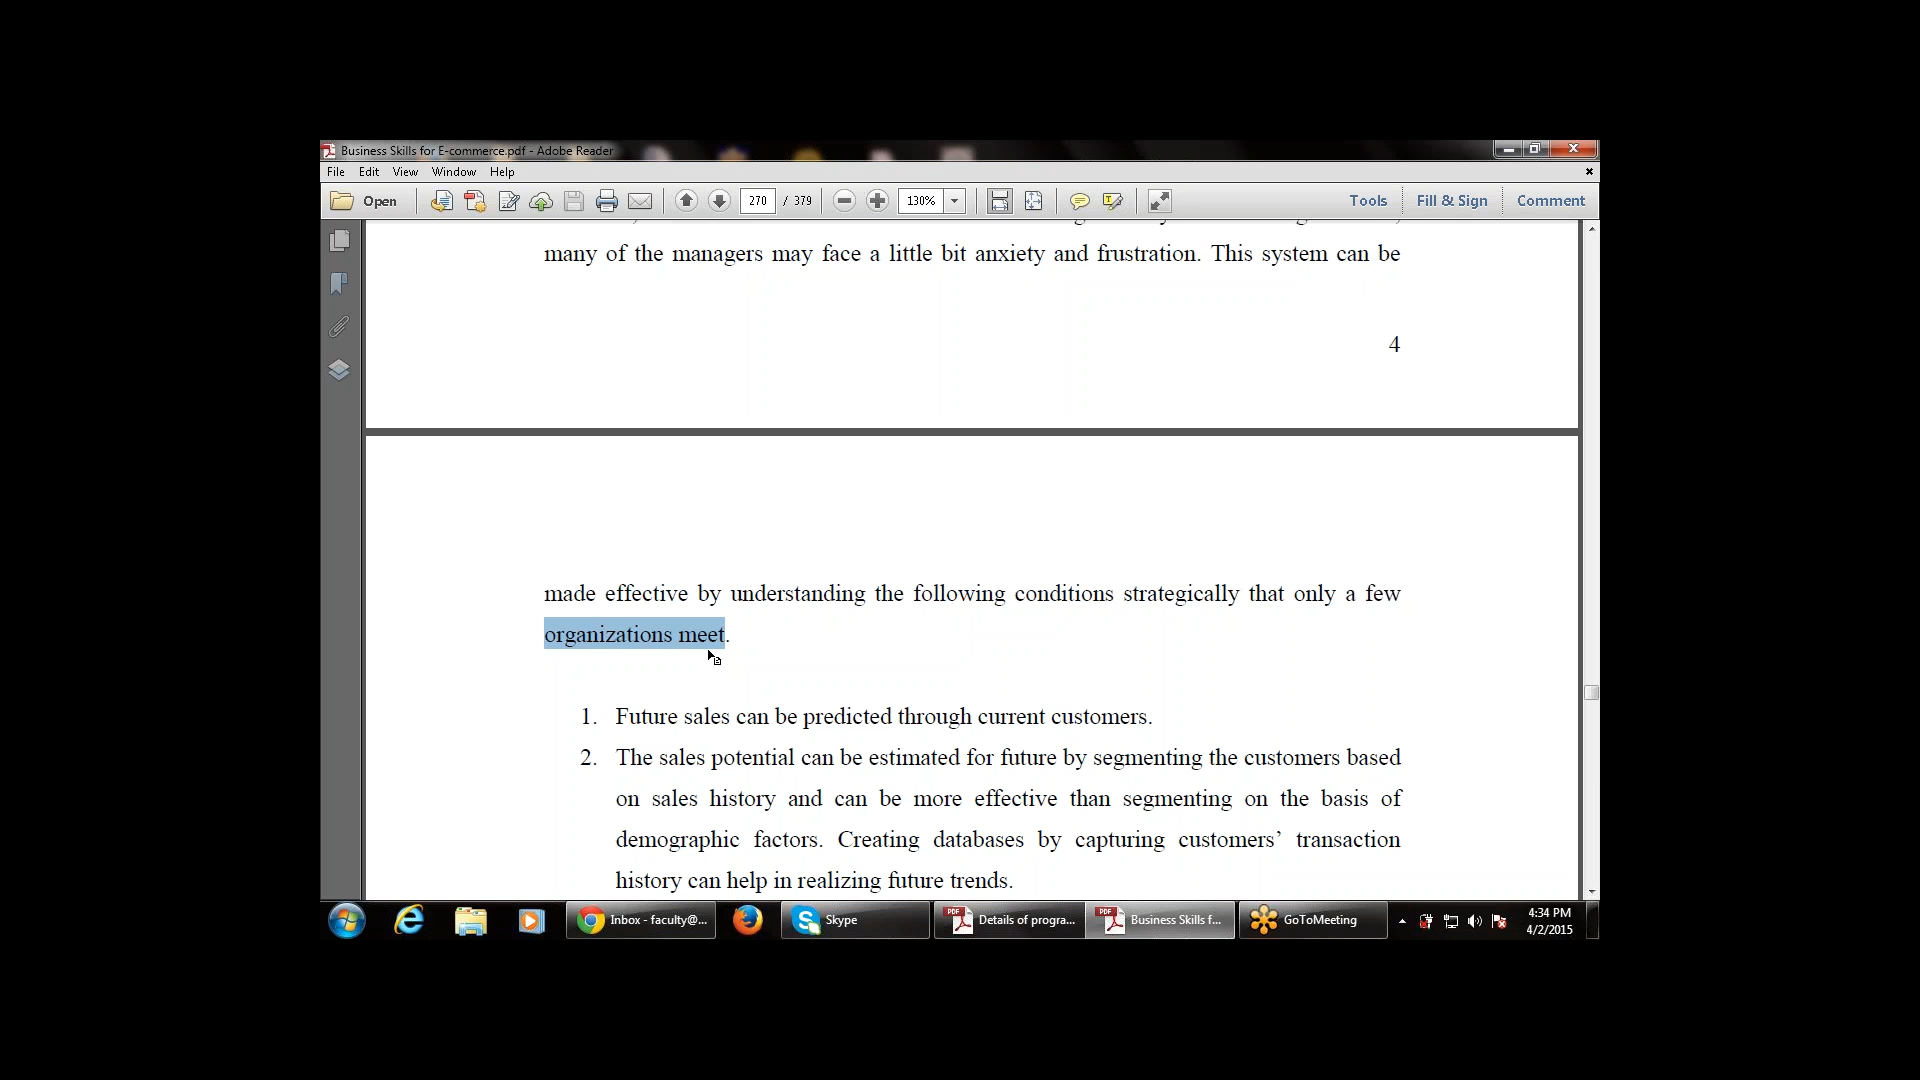 Business Skills for E-commerce.pdf - Adobe Reader
File Edit View Window Help
Open 270 / 379 130% Tools Fill & Sign Comment
many of the managers may face a little bit anxiety and frustration. This system can be
4
made effective by understanding the following conditions strategically that only a few
organizations meet.
1. Future sales can be predicted through current customers.
2. The sales potential can be estimated for future by segmenting the customers based
on sales history and can be more effective than segmenting on the basis of
demographic factors. Creating databases by capturing customers’ transaction
history can help in realizing future trends.
Inbox - faculty@... Skype Details of progra... Business Skills f... GoToMeeting 4:34 PM
4/2/2015